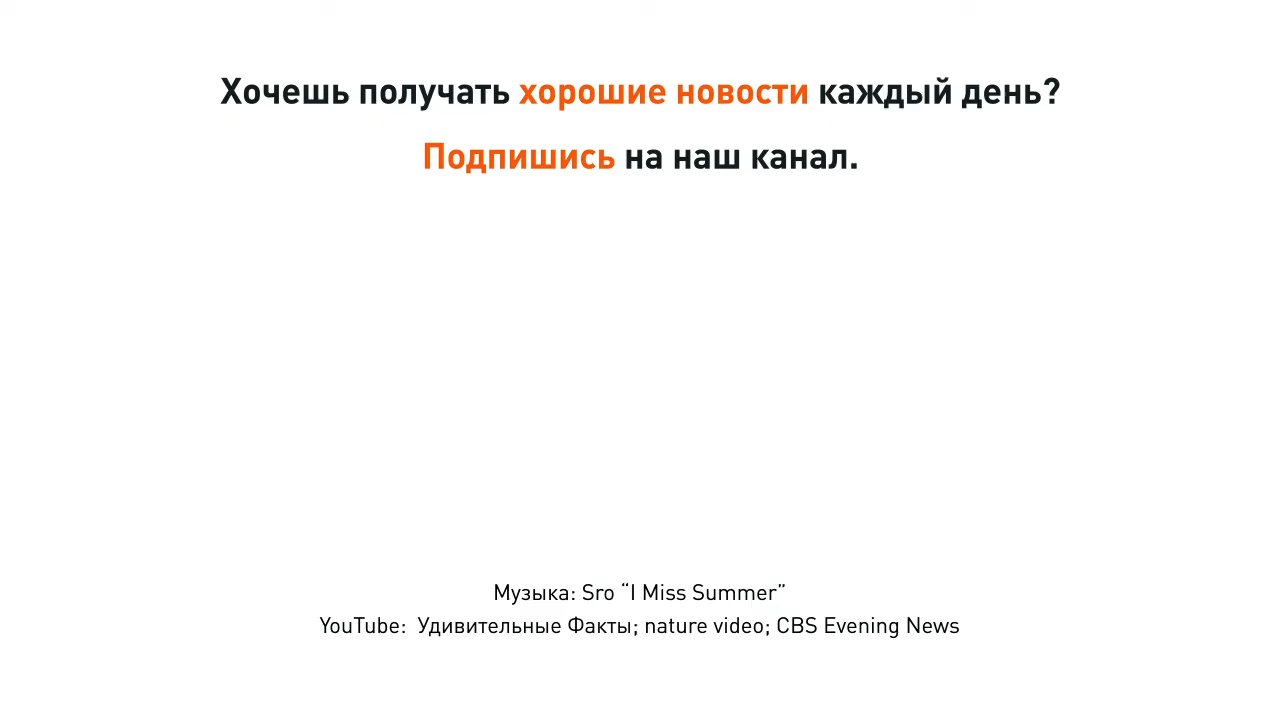 Хочешь получать хорошие новости каждый день?
Подпишись на наш канал.
Музыка: Sro “I Miss Summer”
YouTube: Удивительные Факты; nature video; CBS Evening News